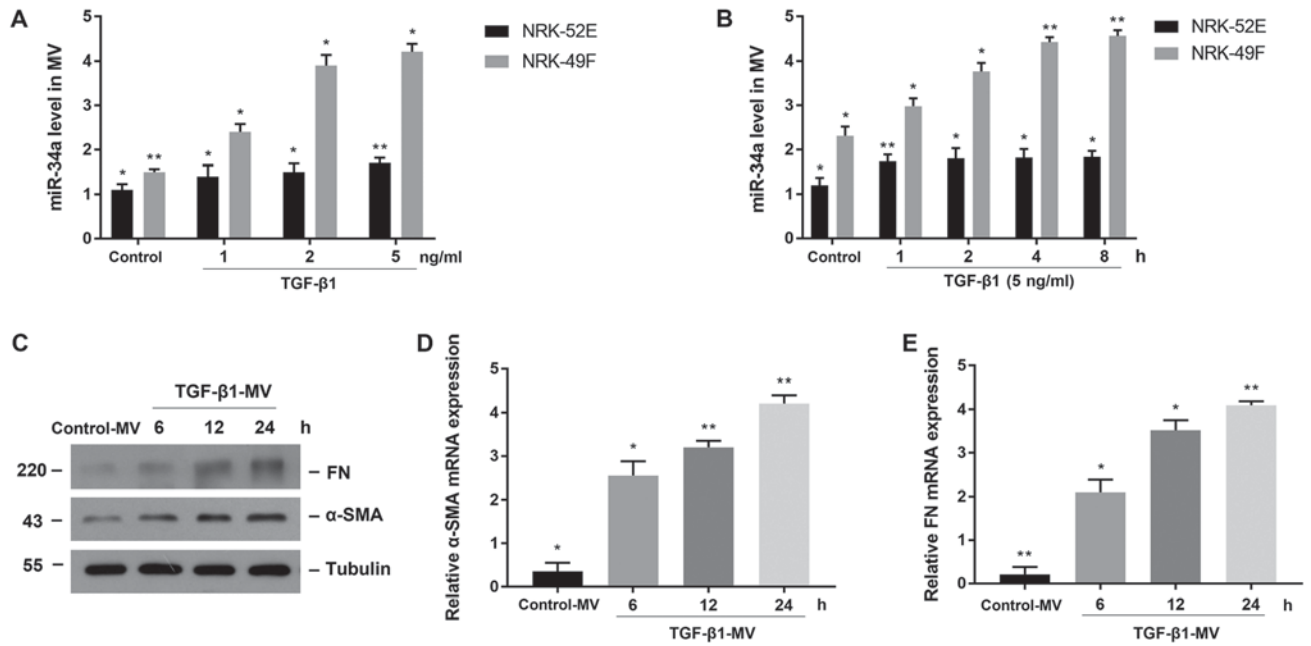 A
miR-34a level in MV
5
4
3
2
1
0
* ** * * * * ** *
Control 1 2 5 ng/ml
TGF-β1
NRK-52E
NRK-49F
B
miR-34a level in MV
5
4
3
2
1
0
* * ** * * * * ** * **
Control 1 2 4 8 h
TGF-β1 (5 ng/ml)
NRK-52E
NRK-49F
C
TGF-β1-MV
Control-MV 6 12 24 h
220 – – FN
43 – – α-SMA
55 – – Tubulin
D
Relative α-SMA mRNA expression
5
4
3
2
1
0
* * ** **
Control-MV 6 12 24 h
TGF-β1-MV
E
Relative FN mRNA expression
5
4
3
2
1
0
** * * **
Control-MV 6 12 24 h
TGF-β1-MV